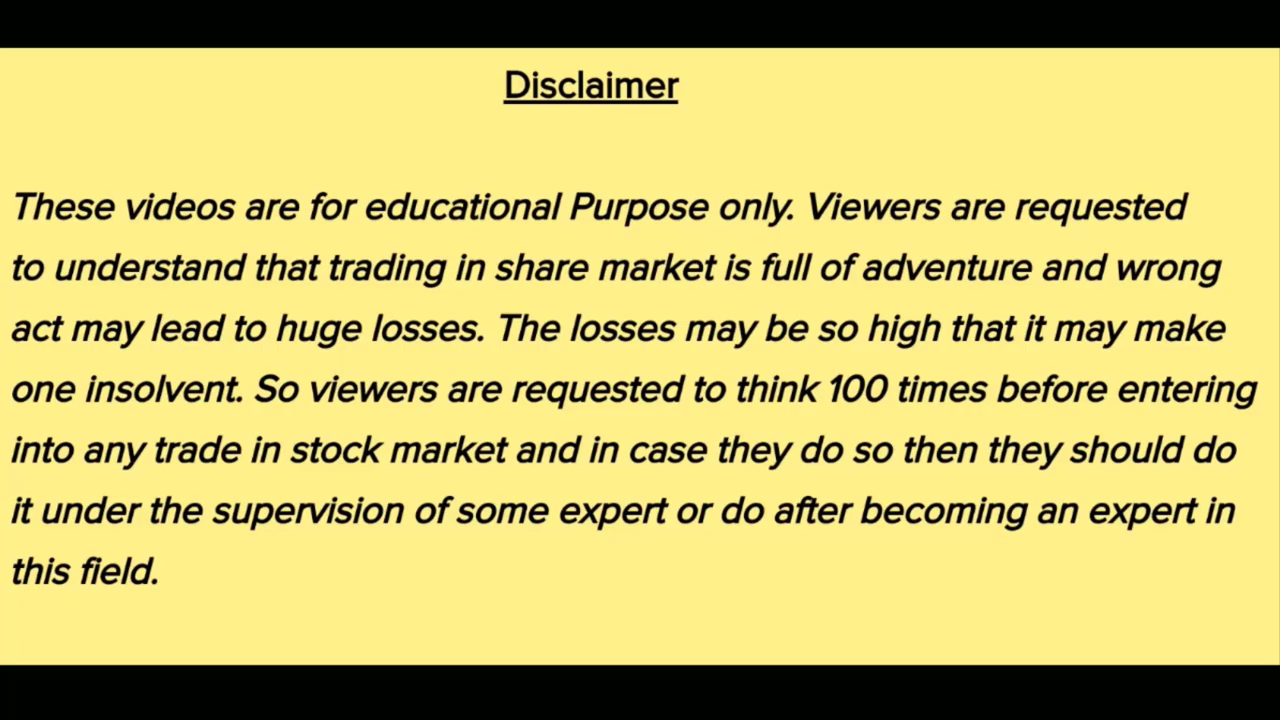 Disclaimer
These videos are for educational Purpose only. Viewers are requested
to understand that trading in share market is full of adventure and wrong
act may lead to huge losses. The losses may be so high that it may make
one insolvent. So viewers are requested to think 100 times before entering
into any trade in stock market and in case they do so then they should do
it under the supervision of some expert or do after becoming an expert in
this field.